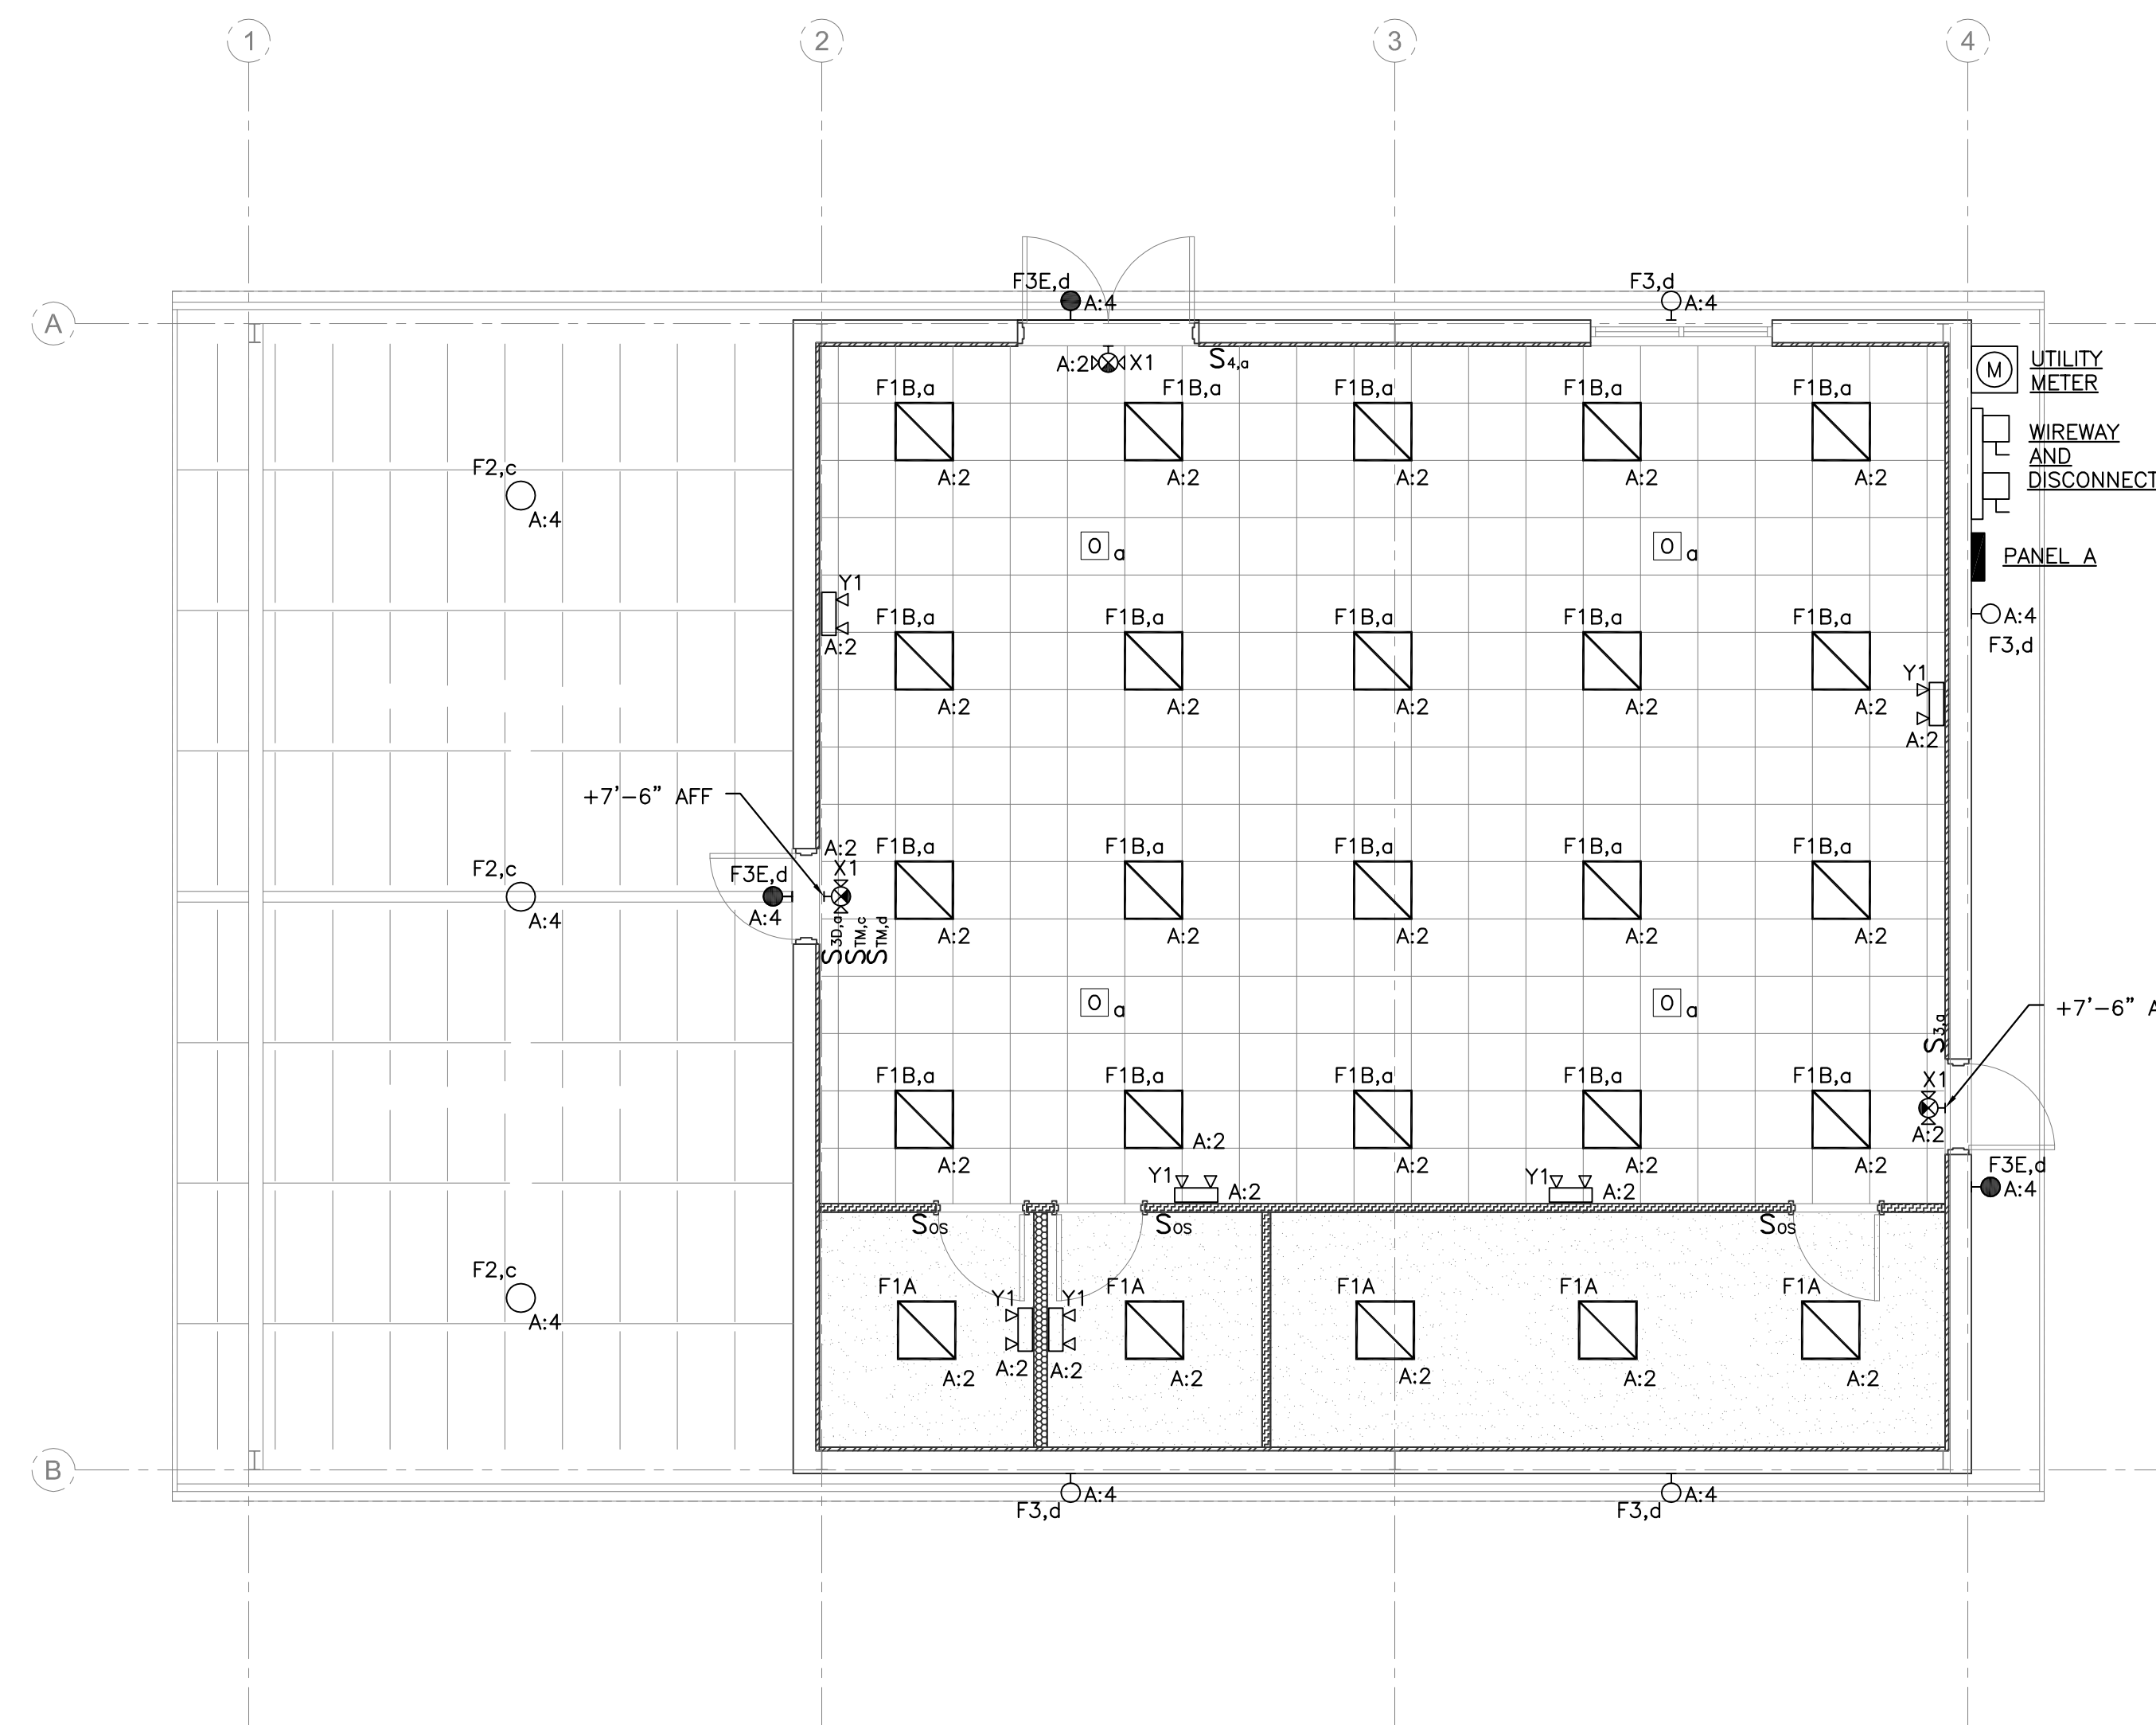 1 2 3 4
F3E,d F3,d
A:4 A:4
A
A:2 X1 S4,a
M UTILITY
METER
F1B,a F1B,a F1B,a F1B,a F1B,a
WIREWAY
AND
DISCONNECT
F2,c
A:2 A:2 A:2 A:2 A:2
A:4
O a O a
PANEL A
Y1
F1B,a F1B,a F1B,a F1B,a F1B,a
A:4
F3,d
A:2
Y1
A:2 A:2 A:2 A:2 A:2
A:2
+7'-6" AFF
A:2
F1B,a F1B,a F1B,a F1B,a F1B,a
F2,c
F3E,d
X1
A:4
A:4
S3D,a
STM,c
STM,d
A:2 A:2 A:2 A:2 A:2
O a O a
+7'-6" A
S3,a
F1B,a F1B,a F1B,a F1B,a F1B,a
X1
A:2
A:2 A:2 A:2 A:2 A:2
F3E,d
A:4
Y1 A:2 Y1 A:2
SOS SOS SOS
F2,c
A:4
F1A F1A F1A F1A F1A
Y1 Y1
A:2 A:2
A:2 A:2 A:2 A:2 A:2
B
A:4 A:4
F3,d F3,d